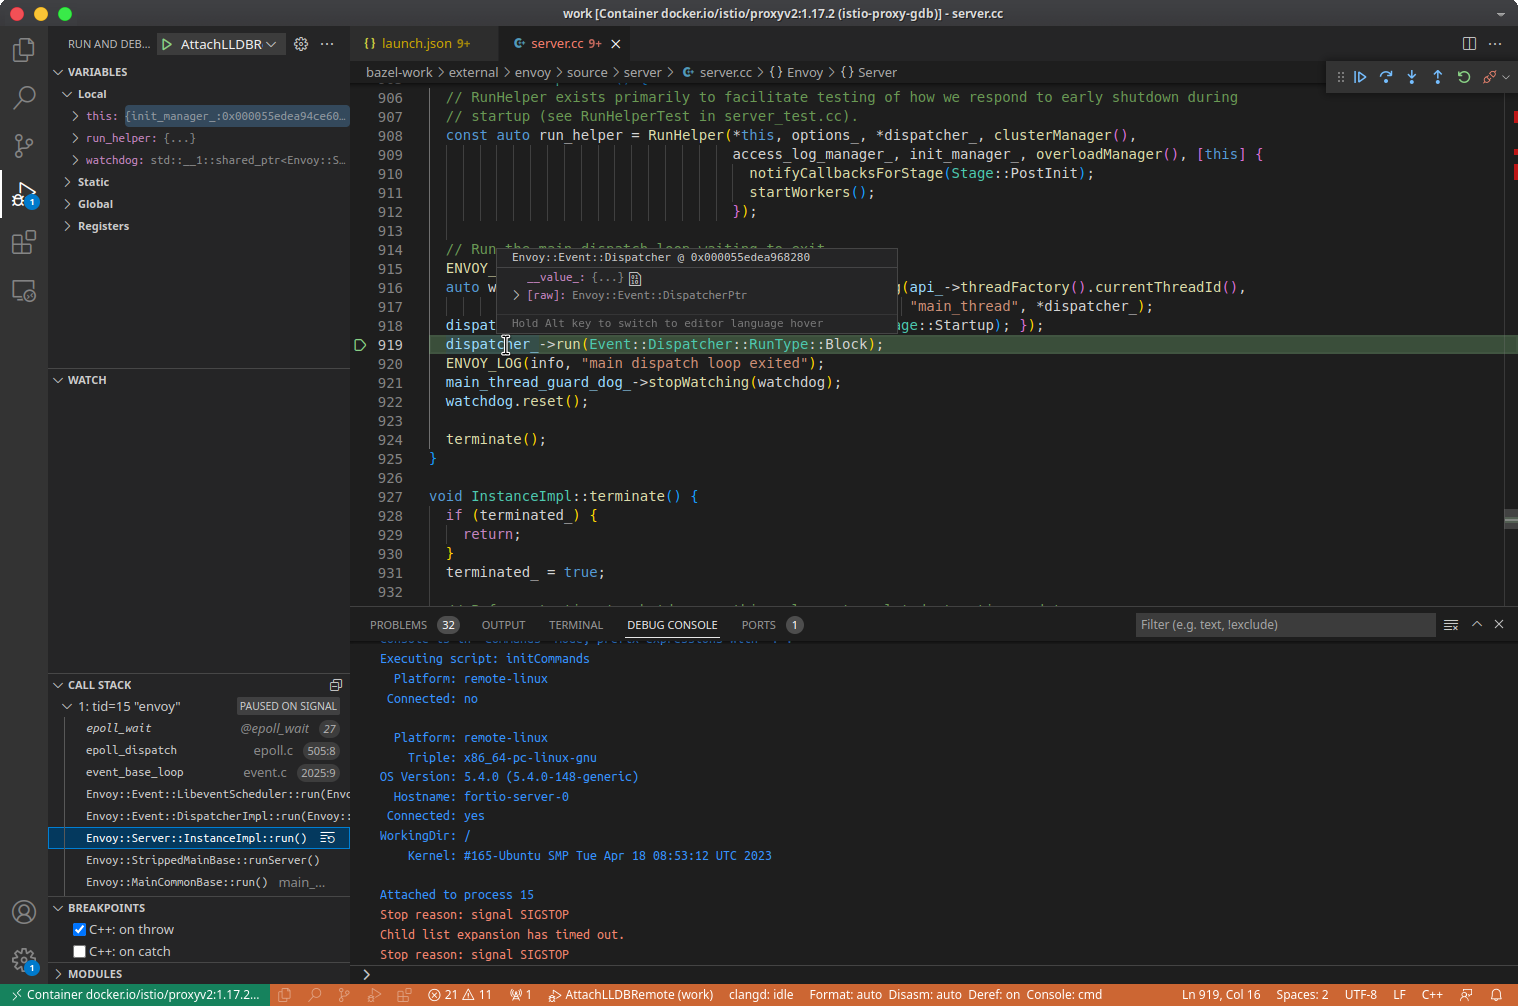 work [Container docker.io/istio/proxyv2:1.17.2 (istio-proxy-gdb)] - server.cc
RUN AND DEB...
AttachLLDBR
launch.json 9+
server.cc 9+
bazel-work > external > envoy > source > server > server.cc > {} Envoy > {} Server
VARIABLES
Local
this: {init_manager_:0x000055edea94ce60...
run_helper: {...}
watchdog: std::__1::shared_ptr<Envoy::S...
Static
Global
Registers
WATCH
CALL STACK
1: tid=15 "envoy" PAUSED ON SIGNAL
epoll_wait @epoll_wait 27
epoll_dispatch epoll.c 505:8
event_base_loop event.c 2025:9
Envoy::Event::LibeventScheduler::run(Envo
Envoy::Event::DispatcherImpl::run(Envoy::
Envoy::Server::InstanceImpl::run()
Envoy::StrippedMainBase::runServer()
Envoy::MainCommonBase::run() main_...
BREAKPOINTS
C++: on throw
C++: on catch
MODULES
906 // RunHelper exists primarily to facilitate testing of how we respond to early shutdown during
907 // startup (see RunHelperTest in server_test.cc).
908 const auto run_helper = RunHelper(*this, options_, *dispatcher_, clusterManager(),
909 access_log_manager_, init_manager_, overloadManager(), [this] {
910 notifyCallbacksForStage(Stage::PostInit);
911 startWorkers();
912 });
913
914 // Run the main dispatch loop waiting to exit.
915 ENVOY_
916 auto w g(api_->threadFactory().currentThreadId(),
917 "main_thread", *dispatcher_);
918 dispat age::Startup); });
919 dispatcher_->run(Event::Dispatcher::RunType::Block);
920 ENVOY_LOG(info, "main dispatch loop exited");
921 main_thread_guard_dog_->stopWatching(watchdog);
922 watchdog.reset();
923
924 terminate();
925 }
926
927 void InstanceImpl::terminate() {
928 if (terminated_) {
929 return;
930 }
931 terminated_ = true;
932
Envoy::Event::Dispatcher @ 0x000055edea968280
__value_: {...}
[raw]: Envoy::Event::DispatcherPtr
Hold Alt key to switch to editor language hover
PROBLEMS 32 OUTPUT TERMINAL DEBUG CONSOLE PORTS 1
Filter (e.g. text, !exclude)
Executing script: initCommands
Platform: remote-linux
Connected: no
Platform: remote-linux
Triple: x86_64-pc-linux-gnu
OS Version: 5.4.0 (5.4.0-148-generic)
Hostname: fortio-server-0
Connected: yes
WorkingDir: /
Kernel: #165-Ubuntu SMP Tue Apr 18 08:53:12 UTC 2023
Attached to process 15
Stop reason: signal SIGSTOP
Child list expansion has timed out.
Stop reason: signal SIGSTOP
>
1
1
Container docker.io/istio/proxyv2:1.17.2... 21 11 1 AttachLLDBRemote (work) clangd: idle Format: auto Disasm: auto Deref: on Console: cmd Ln 919, Col 16 Spaces: 2 UTF-8 LF C++